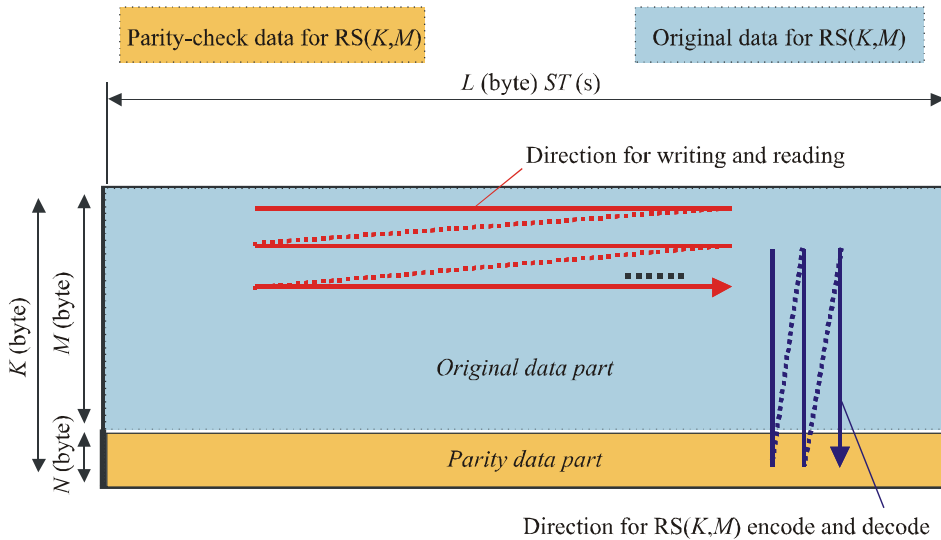 Parity-check data for RS(K,M)
Original data for RS(K,M)
L (byte) ST (s)
Direction for writing and reading
K (byte)
M (byte)
N (byte)
Original data part
Parity data part
Direction for RS(K,M) encode and decode